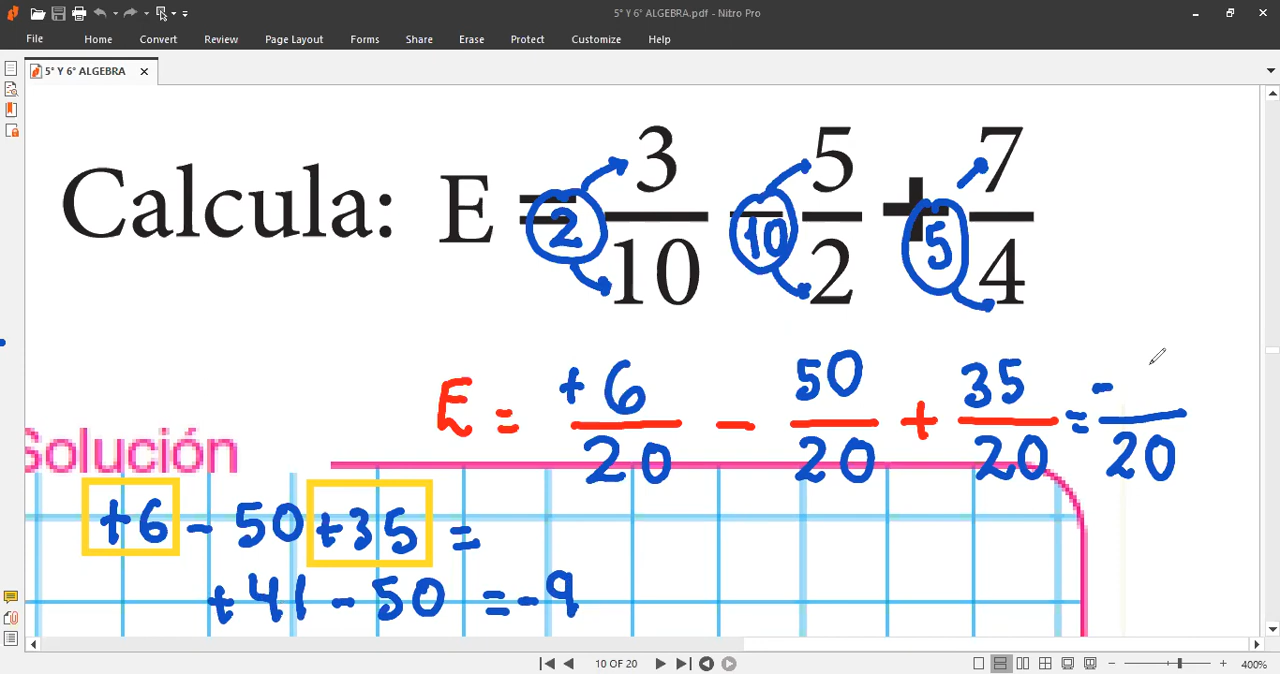 5° Y 6° ALGEBRA.pdf - Nitro Pro
File Home Convert Review Page Layout Forms Share Erase Protect Customize Help
5° Y 6° ALGEBRA
Calcula: E = 3/10 - 5/2 + 7/4
2 10 5
E = +6/20 - 50/20 + 35/20 = - /20
Solución
+6 - 50 +35 =
+41 - 50 = -9
10 OF 20
400%